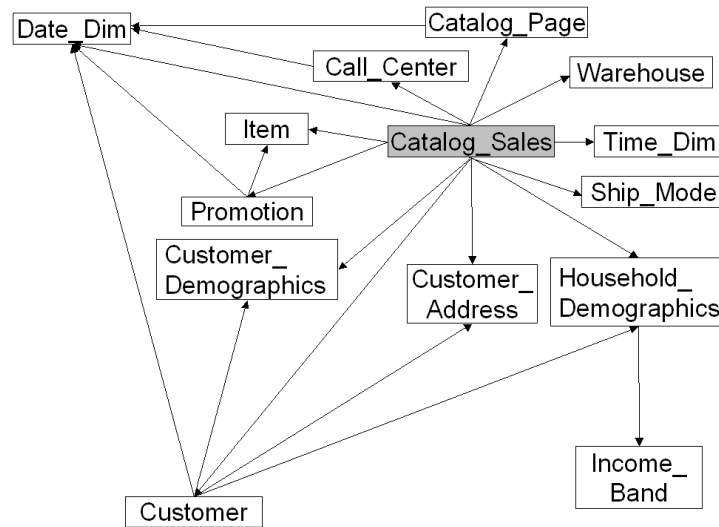 Date_Dim
Catalog_Page
Call_Center
Warehouse
Item
Catalog_Sales
Time_Dim
Ship_Mode
Promotion
Customer_
Demographics
Customer_
Address
Household_
Demographics
Income_
Band
Customer